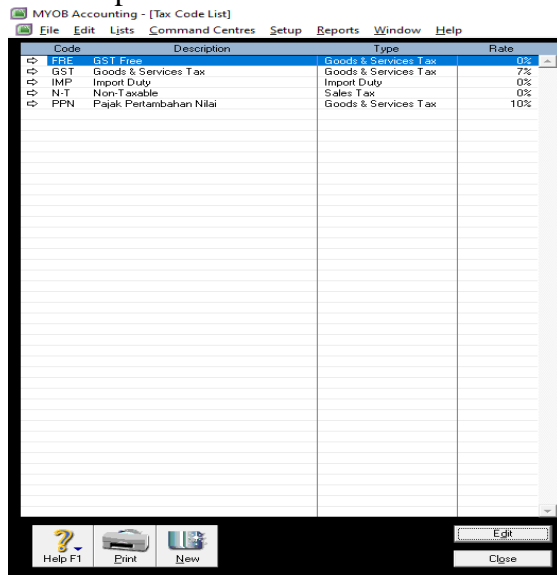 MYOB Accounting - [Tax Code List]
File Edit Lists Command Centres Setup Reports Window Help
Code Description Type Rate
FRE GST Free Goods & Services Tax 0%
GST Goods & Services Tax Goods & Services Tax 7%
IMP Import Duty Import Duty 0%
N-T Non-Taxable Sales Tax 0%
PPN Pajak Pertambahan Nilai Goods & Services Tax 10%
Edit
Help F1 Print New Close